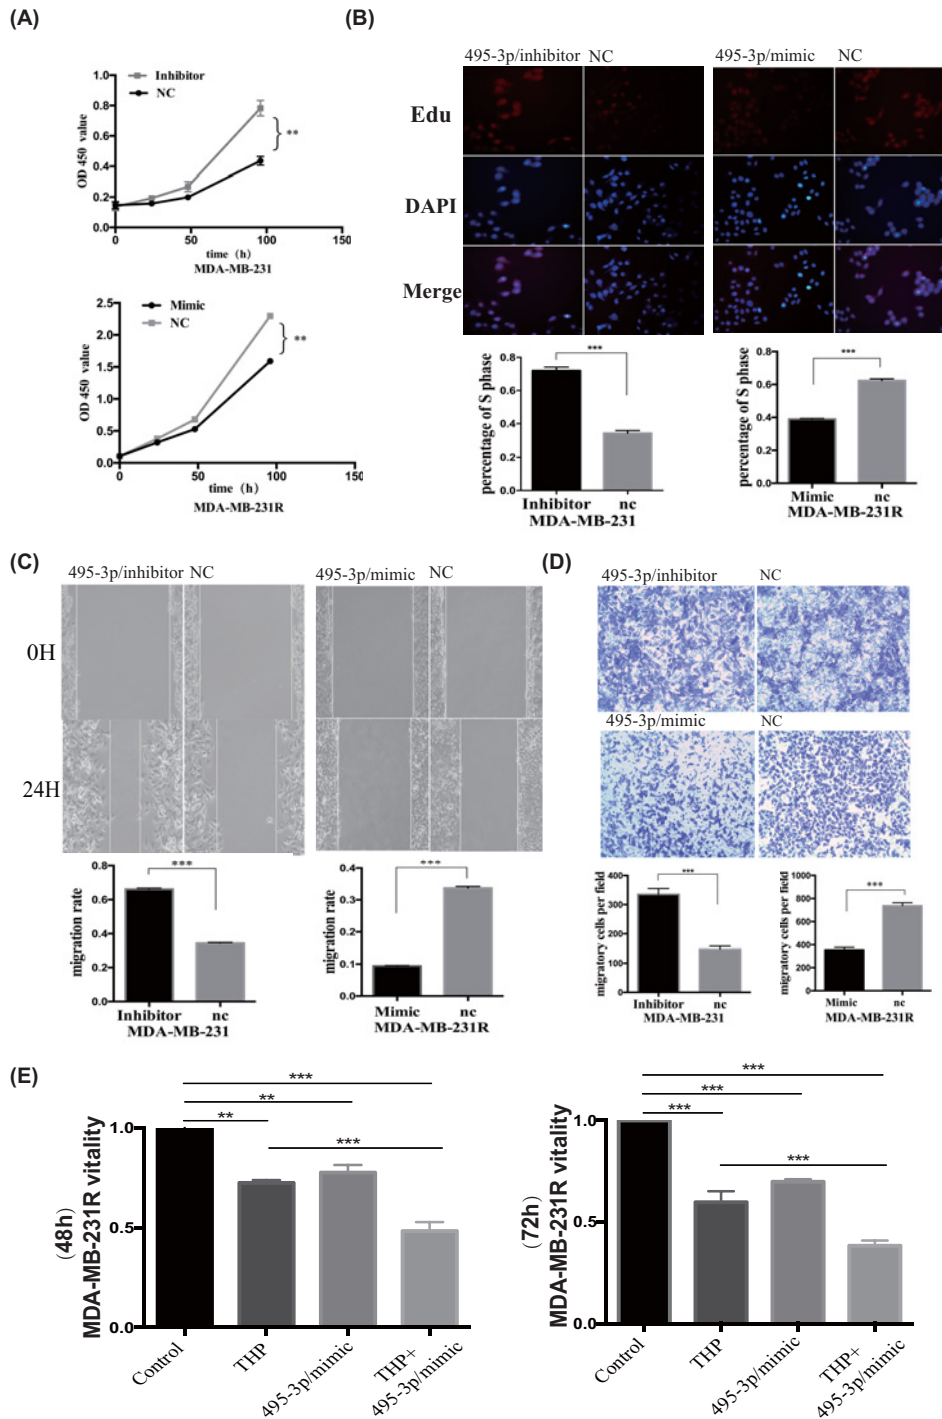 (A)
1.0
0.8
0.6
0.4
0.2
0.0
OD 450 value
Inhibitor
NC
**
0
50
100
150
time (h)
MDA-MB-231
2.5
2.0
1.5
1.0
0.5
0.0
OD 450 value
Mimic
NC
**
0
50
100
150
time (h)
MDA-MB-231R
(B)
495-3p/inhibitor NC
495-3p/mimic NC
Edu
DAPI
Merge
0.8
0.6
0.4
0.2
0.0
percentage of S phase
***
Inhibitor nc
MDA-MB-231
0.8
0.6
0.4
0.2
0.0
percentage of S phase
***
Mimic nc
MDA-MB-231R
(C)
495-3p/inhibitor NC
495-3p/mimic NC
0H
24H
0.8
0.6
0.4
0.2
0.0
migration rate
***
Inhibitor nc
MDA-MB-231
0.4
0.3
0.2
0.1
0.0
migration rate
***
Mimic nc
MDA-MB-231R
(D)
495-3p/inhibitor NC
495-3p/mimic NC
400
300
200
100
0
migratory cells per field
***
Inhibitor nc
MDA-MB-231
1000
800
600
400
200
0
migratory cells per field
***
Mimic nc
MDA-MB-231R
(E)
(48h)
MDA-MB-231R vitality
1.0
0.5
0.0
***
**
**
***
Control
THP
495-3p/mimic
THP+
495-3p/mimic
(72h)
MDA-MB-231R vitality
1.0
0.5
0.0
***
***
***
***
Control
THP
495-3p/mimic
THP+
495-3p/mimic